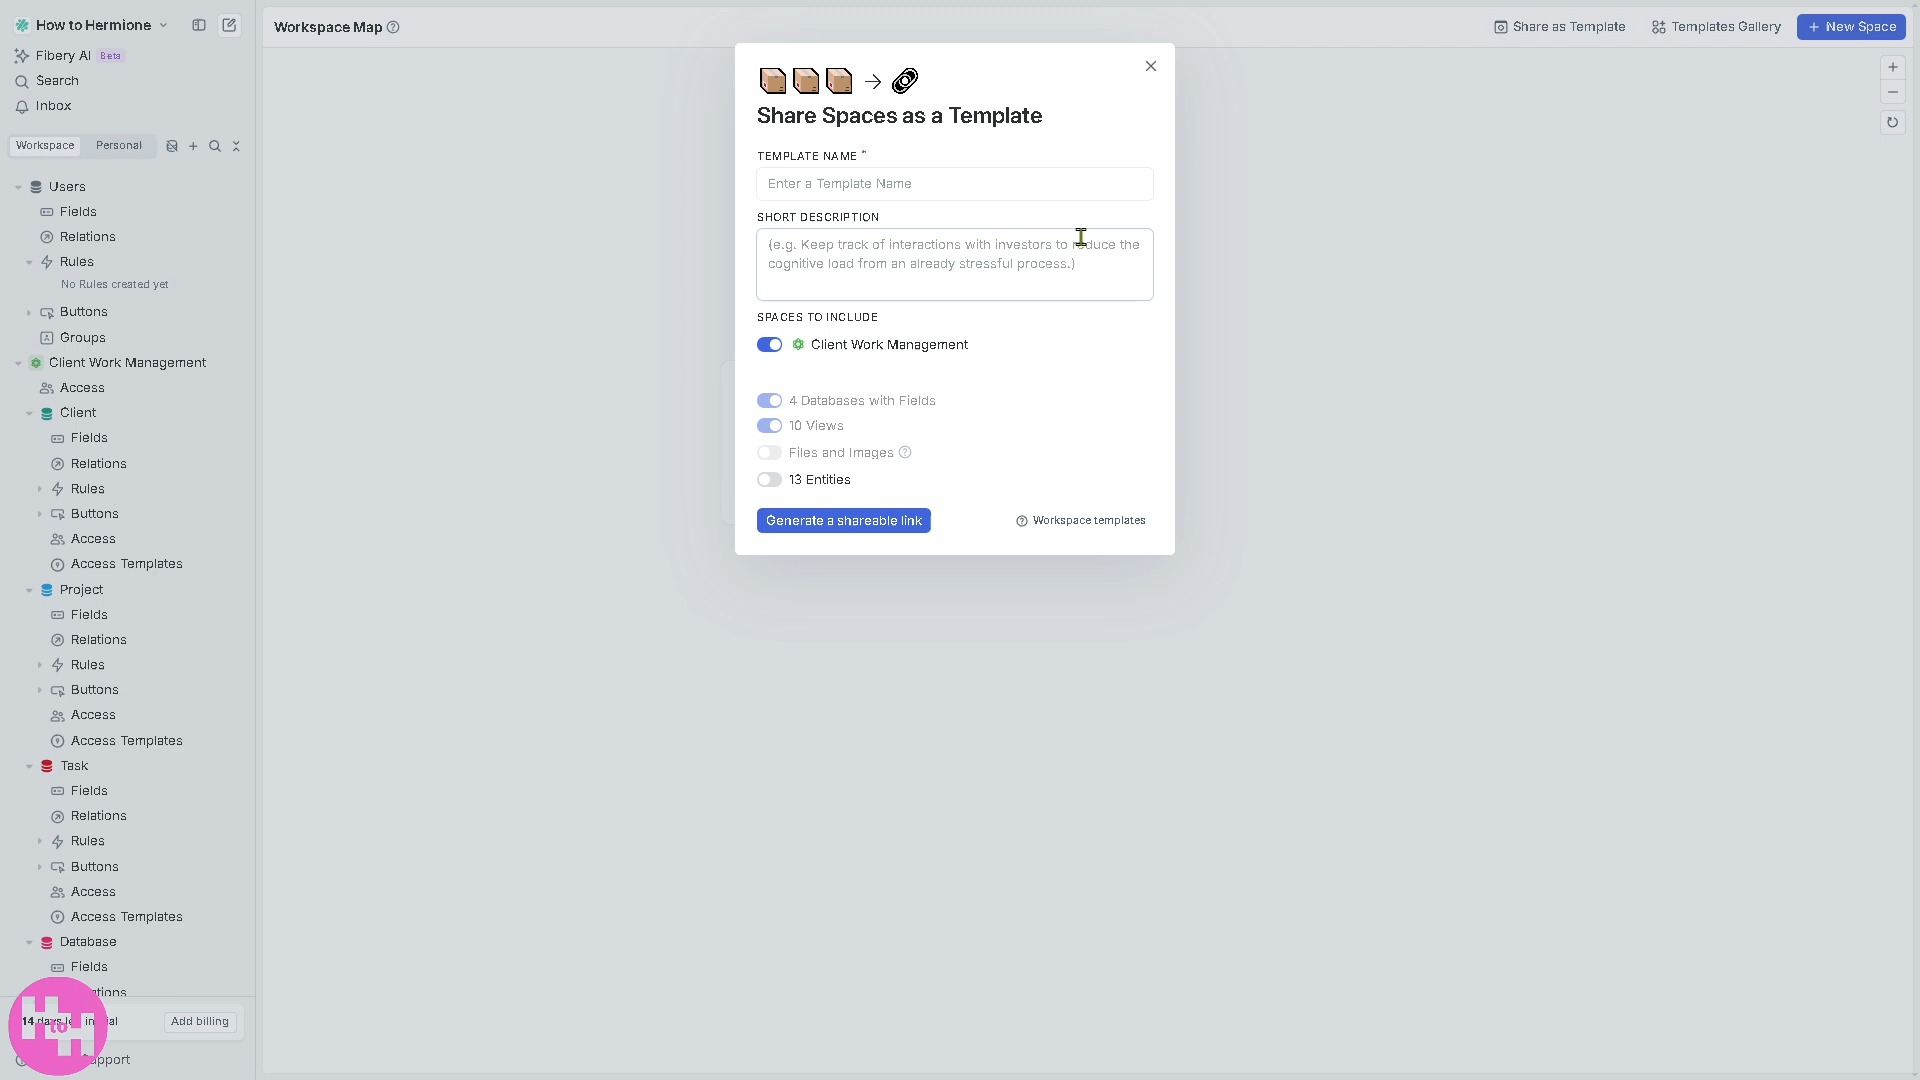 How to Hermione
Fibery AI Beta
Search
Inbox
Workspace Personal
Users
Fields
Relations
Rules
No Rules created yet
Buttons
Groups
Client Work Management
Access
Client
Fields
Relations
Rules
Buttons
Access
Access Templates
Project
Fields
Relations
Rules
Buttons
Access
Access Templates
Task
Fields
Relations
Rules
Buttons
Access
Access Templates
Database
Fields
14 days
Add billing
to
Workspace Map
Share as Template
Templates Gallery
+ New Space
Share Spaces as a Template
TEMPLATE NAME *
Enter a Template Name
SHORT DESCRIPTION
(e.g. Keep track of interactions with investors to reduce the
cognitive load from an already stressful process.)
SPACES TO INCLUDE
Client Work Management
4 Databases with Fields
10 Views
Files and Images
13 Entities
Generate a shareable link
Workspace templates